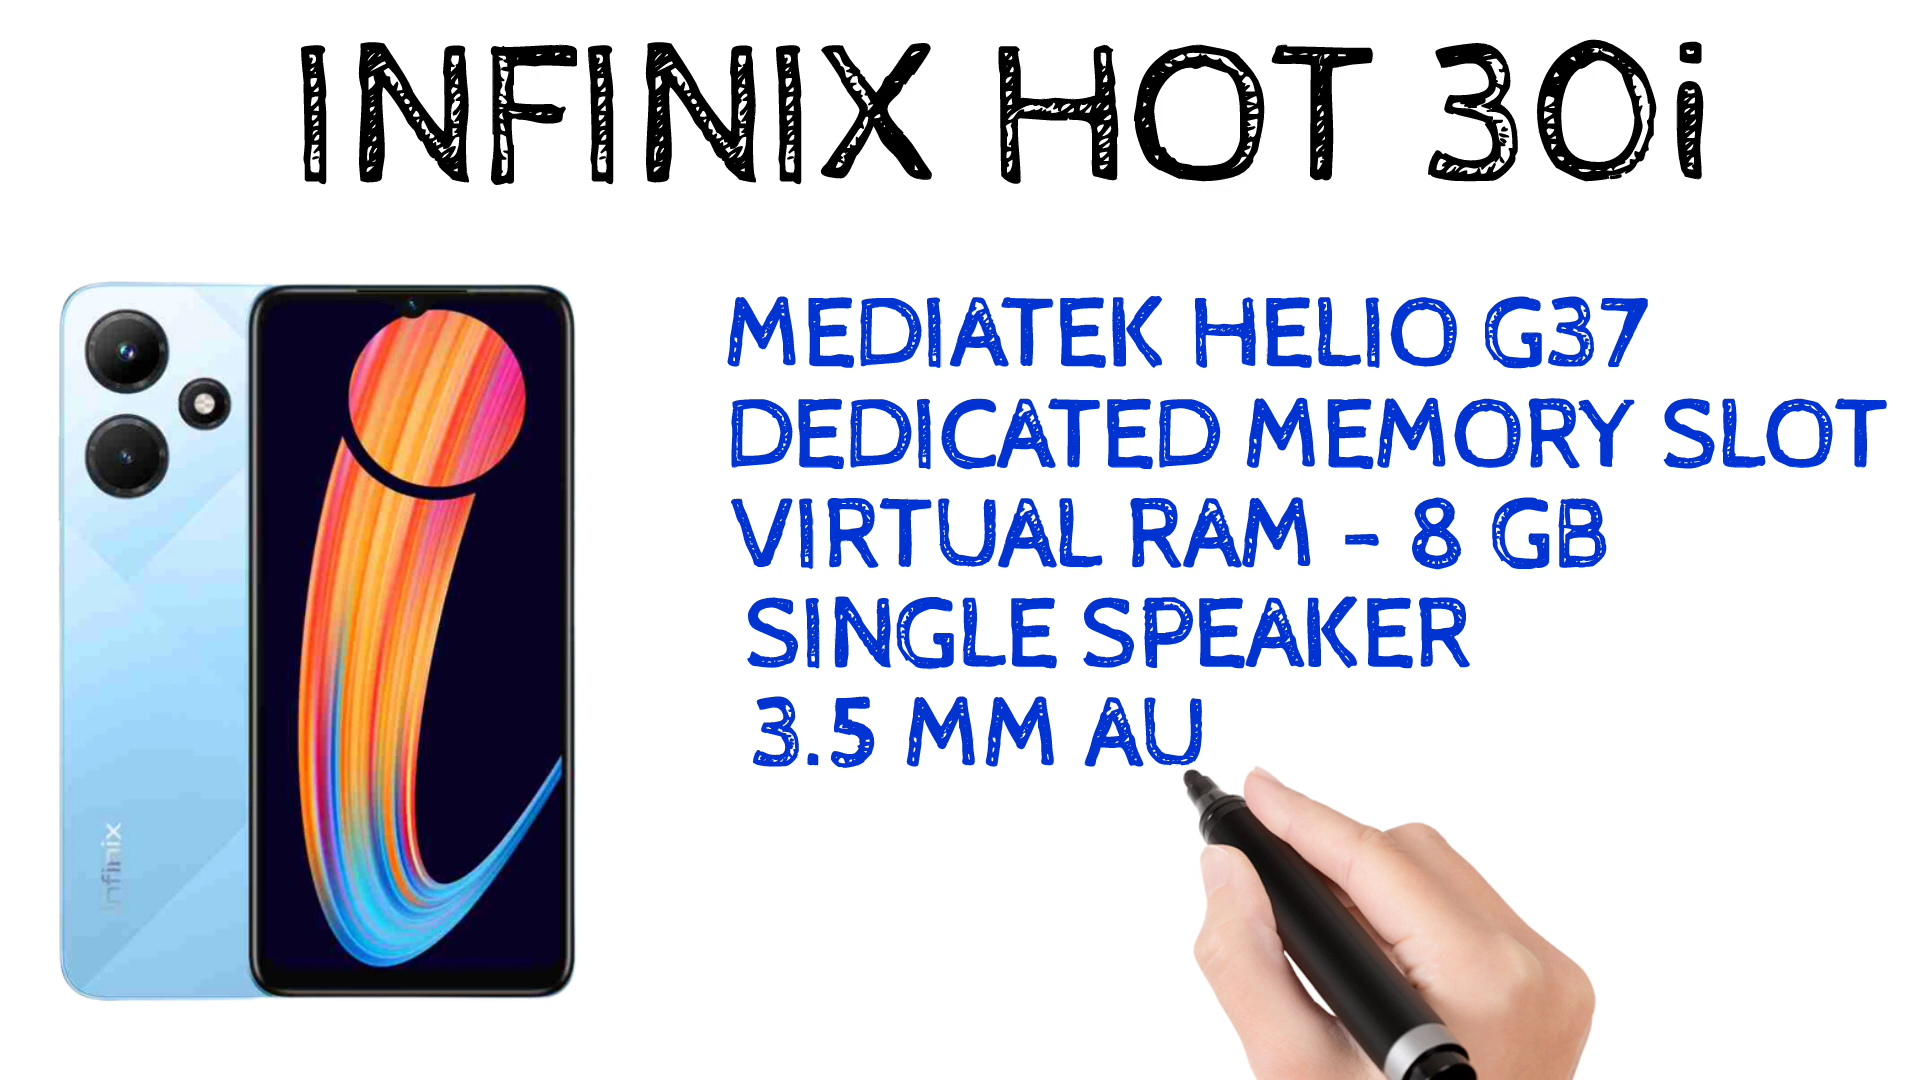 INFINIX HOT 30i
MEDIATEK HELIO G37
DEDICATED MEMORY SLOT
VIRTUAL RAM - 8 GB
SINGLE SPEAKER
3.5 MM AU
Infinix